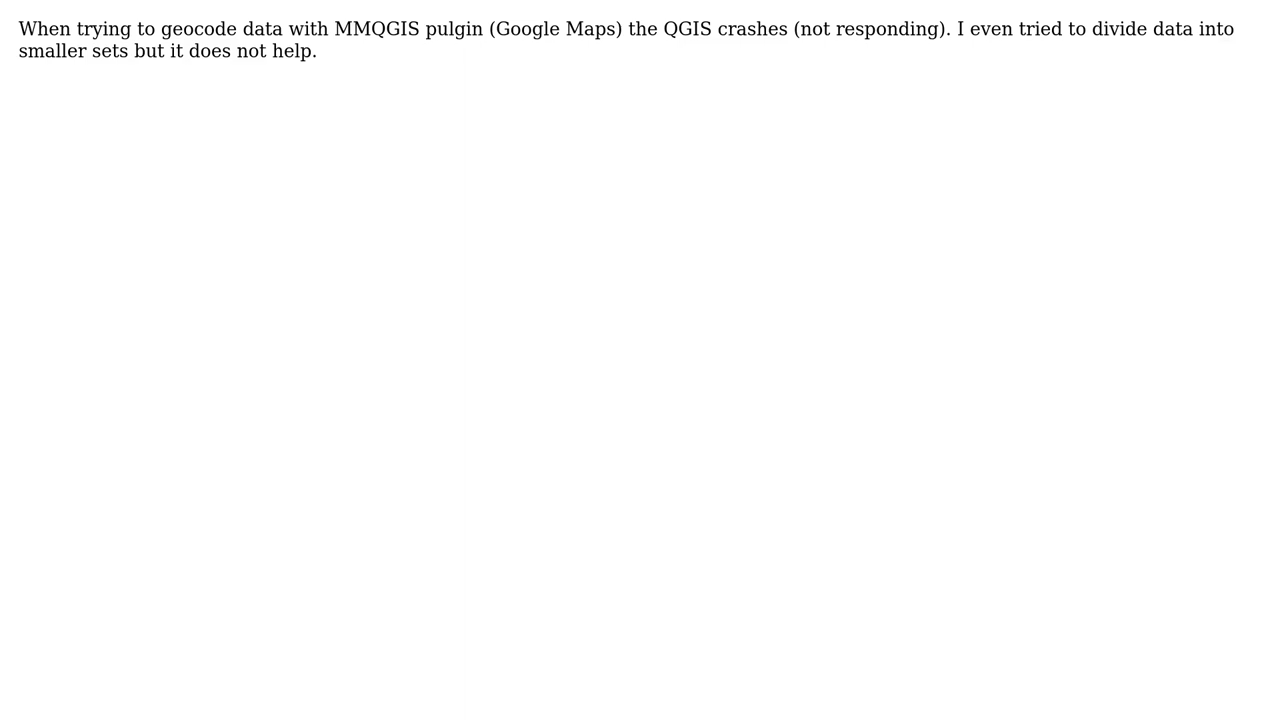 When trying to geocode data with MMQGIS pulgin (Google Maps) the QGIS crashes (not responding). I even tried to divide data into
smaller sets but it does not help.